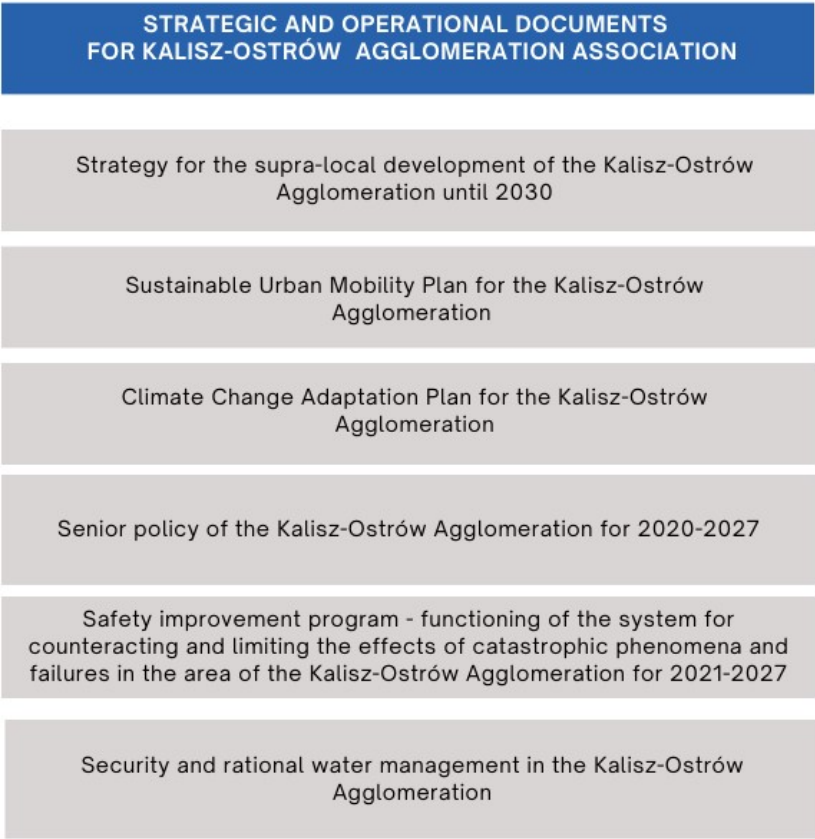 STRATEGIC AND OPERATIONAL DOCUMENTS
FOR KALISZ-OSTRÓW AGGLOMERATION ASSOCIATION
Strategy for the supra-local development of the Kalisz-Ostrów
Agglomeration until 2030
Sustainable Urban Mobility Plan for the Kalisz-Ostrów
Agglomeration
Climate Change Adaptation Plan for the Kalisz-Ostrów
Agglomeration
Senior policy of the Kalisz-Ostrów Agglomeration for 2020-2027
Safety improvement program - functioning of the system for
counteracting and limiting the effects of catastrophic phenomena and
failures in the area of the Kalisz-Ostrów Agglomeration for 2021-2027
Security and rational water management in the Kalisz-Ostrów
Agglomeration